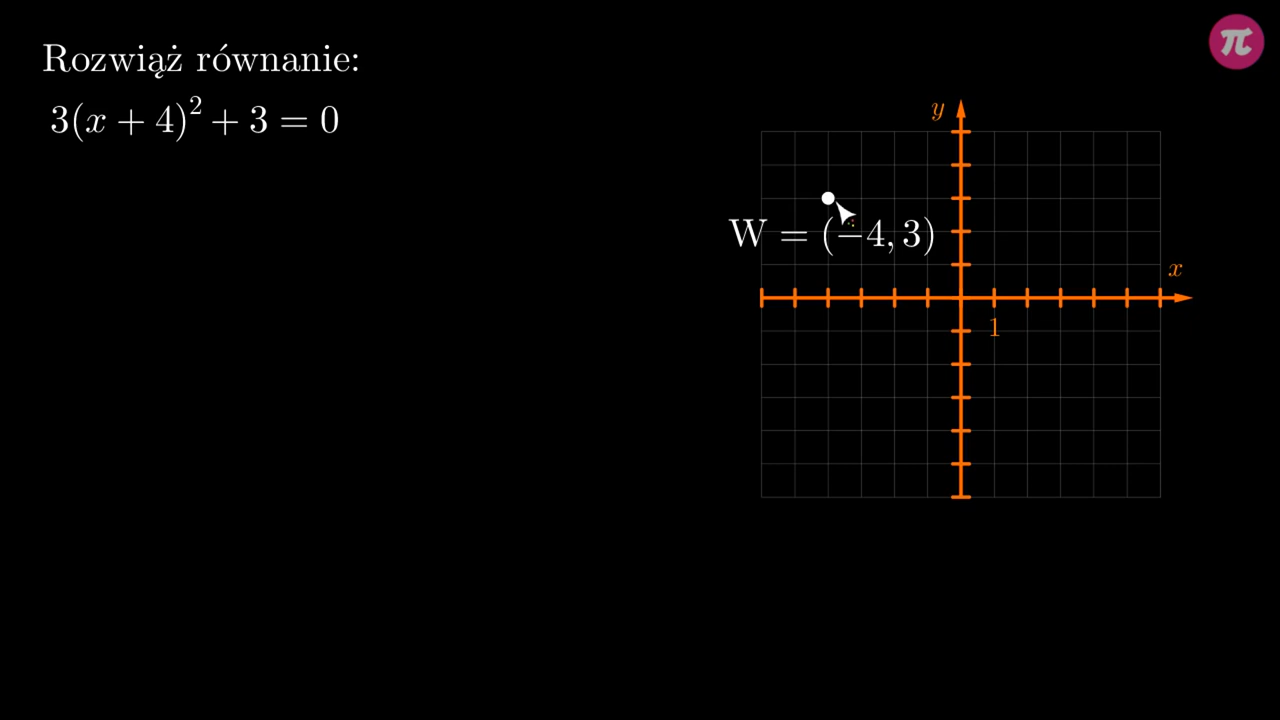 Rozwiąż równanie:
3(x + 4)² + 3 = 0
π
y
W = (−4, 3)
x
1